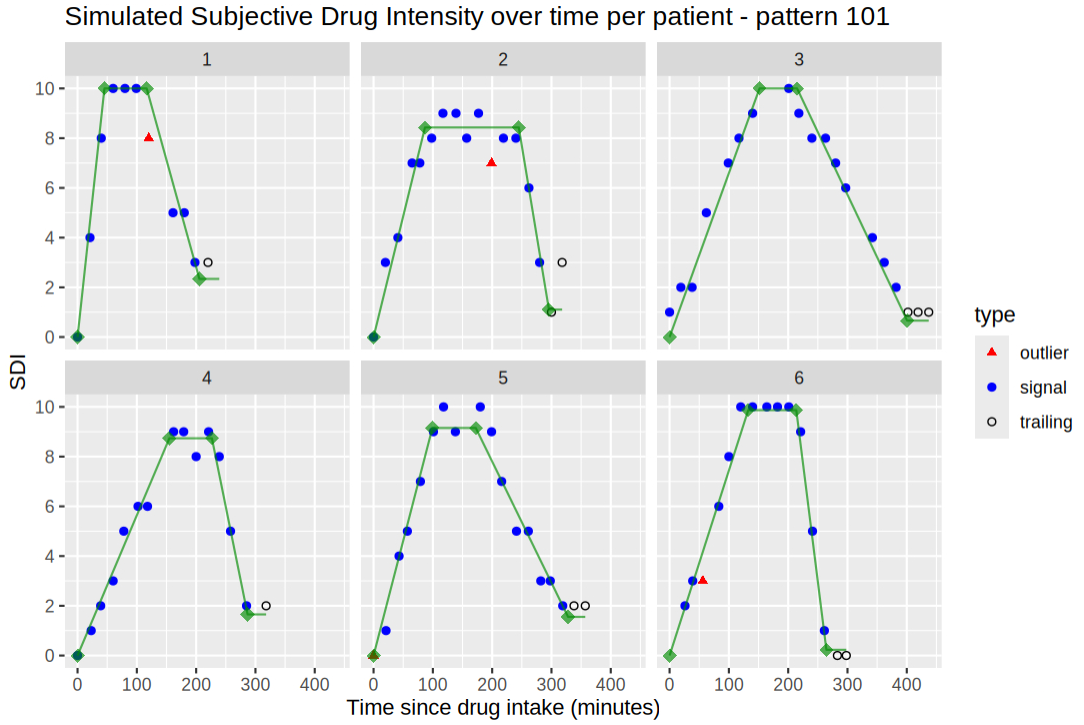 Simulated Subjective Drug Intensity over time per patient - pattern 101
1 2 3
10
8
6
4
2
0
4 5 6
10
8
6
4
2
0
0 100 200 300 400 0 100 200 300 400 0 100 200 300 400
SDI
Time since drug intake (minutes)
type
outlier
signal
trailing